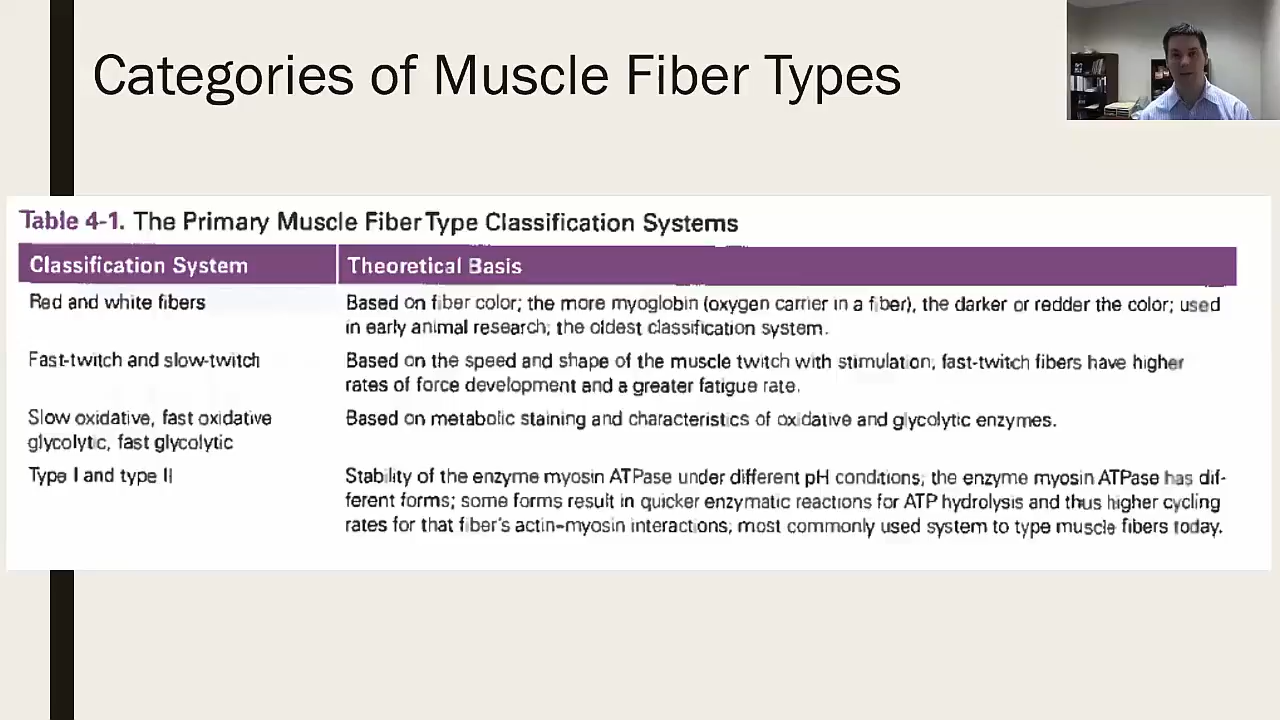 Categories of Muscle Fiber Types
Table 4-1. The Primary Muscle Fiber Type Classification Systems
Classification System
Theoretical Basis
Red and white fibers
Based on fiber color; the more myoglobin (oxygen carrier in a fiber), the darker or redder the color; used
in early animal research; the oldest classification system.
Fast-twitch and slow-twitch
Based on the speed and shape of the muscle twitch with stimulation; fast-twitch fibers have higher
rates of force development and a greater fatigue rate.
Slow oxidative, fast oxidative
glycolytic, fast glycolytic
Based on metabolic staining and characteristics of oxidative and glycolytic enzymes.
Type I and type II
Stability of the enzyme myosin ATPase under different pH conditions; the enzyme myosin ATPase has dif-
ferent forms; some forms result in quicker enzymatic reactions for ATP hydrolysis and thus higher cycling
rates for that fiber's actin–myosin interactions; most commonly used system to type muscle fibers today.